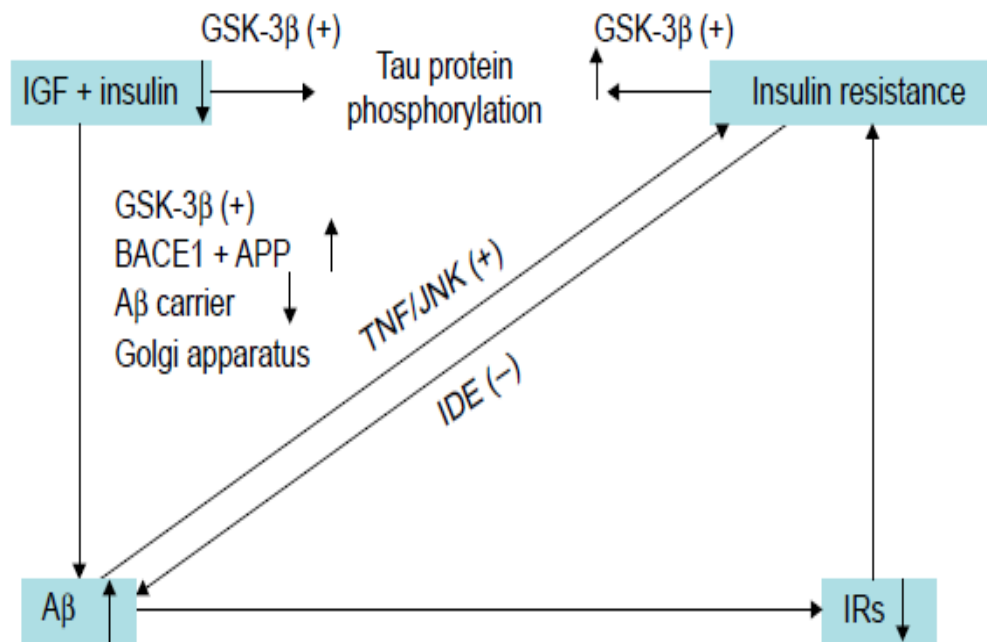 GSK-3β (+)
GSK-3β (+)
IGF + insulin
Tau protein
phosphorylation
Insulin resistance
GSK-3β (+)
BACE1 + APP
Aβ carrier
Golgi apparatus
TNF/JNK (+)
IDE (–)
Aβ
IRs